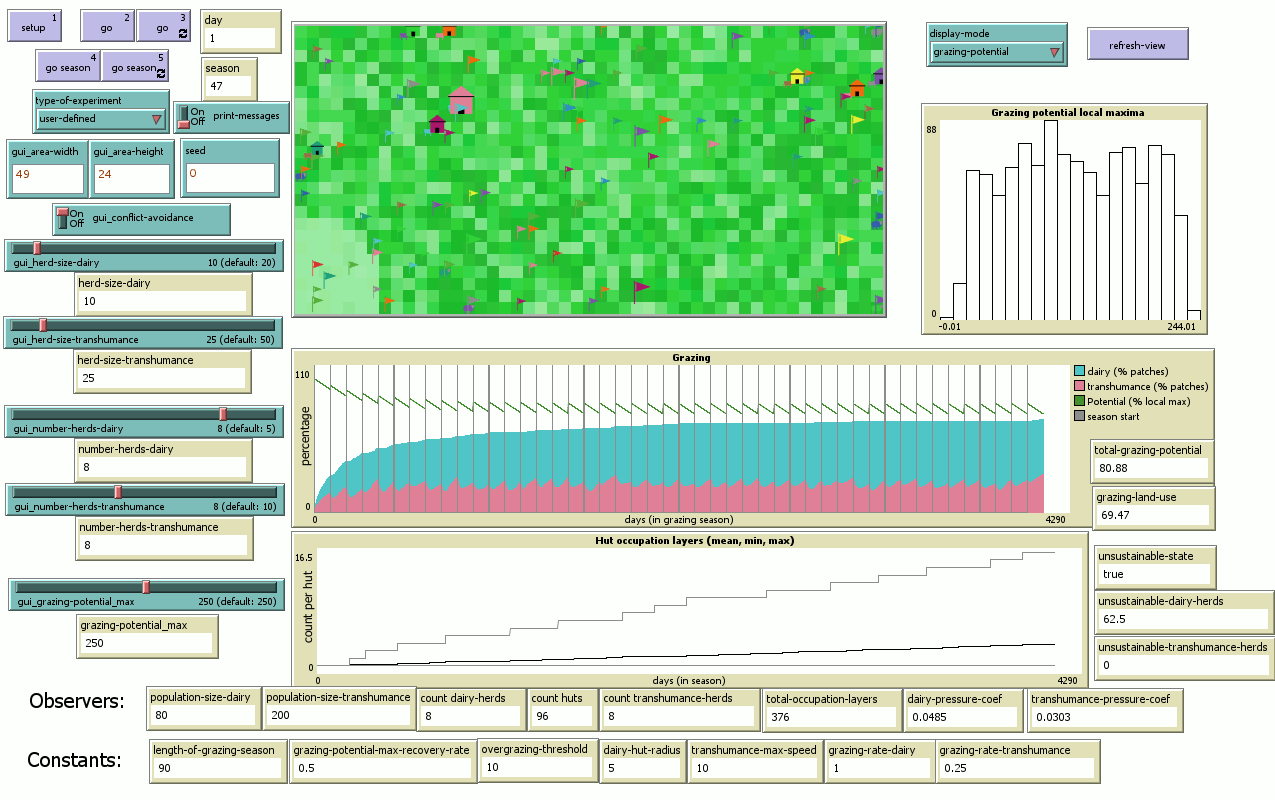 setup 1
go 2
go 3
day
1
go season 4
go season 5
season
47
type-of-experiment
user-defined
On
Off
print-messages
gui_area-width
49
gui_area-height
24
seed
0
On
Off
gui_conflict-avoidance
gui_herd-size-dairy 10 (default: 20)
herd-size-dairy
10
gui_herd-size-transhumance 25 (default: 50)
herd-size-transhumance
25
gui_number-herds-dairy 8 (default: 5)
number-herds-dairy
8
gui_number-herds-transhumance 8 (default: 10)
number-herds-transhumance
8
gui_grazing-potential_max 250 (default: 250)
grazing-potential_max
250
display-mode
grazing-potential
refresh-view
Grazing potential local maxima
88
0
-0.01 244.01
Grazing
110
percentage
0
0 days (in grazing season) 4290
dairy (% patches)
transhumance (% patches)
Potential (% local max)
season start
total-grazing-potential
80.88
grazing-land-use
69.47
Hut occupation layers (mean, min, max)
16.5
count per hut
0
0 days (in season) 4290
unsustainable-state
true
unsustainable-dairy-herds
62.5
unsustainable-transhumance-herds
0
Observers:
population-size-dairy
80
population-size-transhumance
200
count dairy-herds
8
count huts
96
count transhumance-herds
8
total-occupation-layers
376
dairy-pressure-coef
0.0485
transhumance-pressure-coef
0.0303
Constants:
length-of-grazing-season
90
grazing-potential-max-recovery-rate
0.5
overgrazing-threshold
10
dairy-hut-radius
5
transhumance-max-speed
10
grazing-rate-dairy
1
grazing-rate-transhumance
0.25